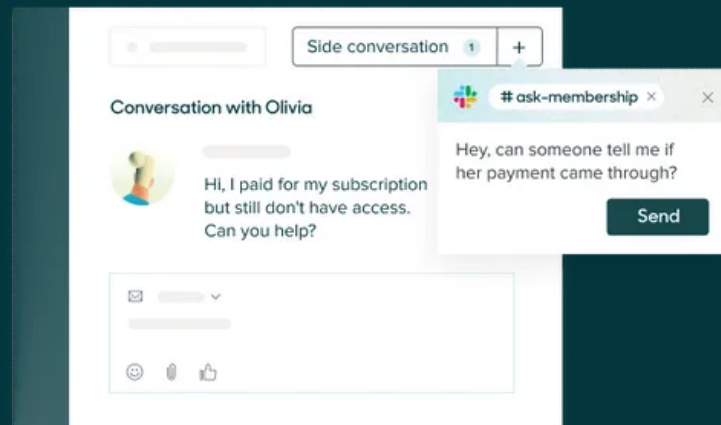 Side conversation 1 +
# ask-membership ×
Conversation with Olivia
Hey, can someone tell me if
her payment came through?
Hi, I paid for my subscription
but still don't have access.
Can you help?
Send